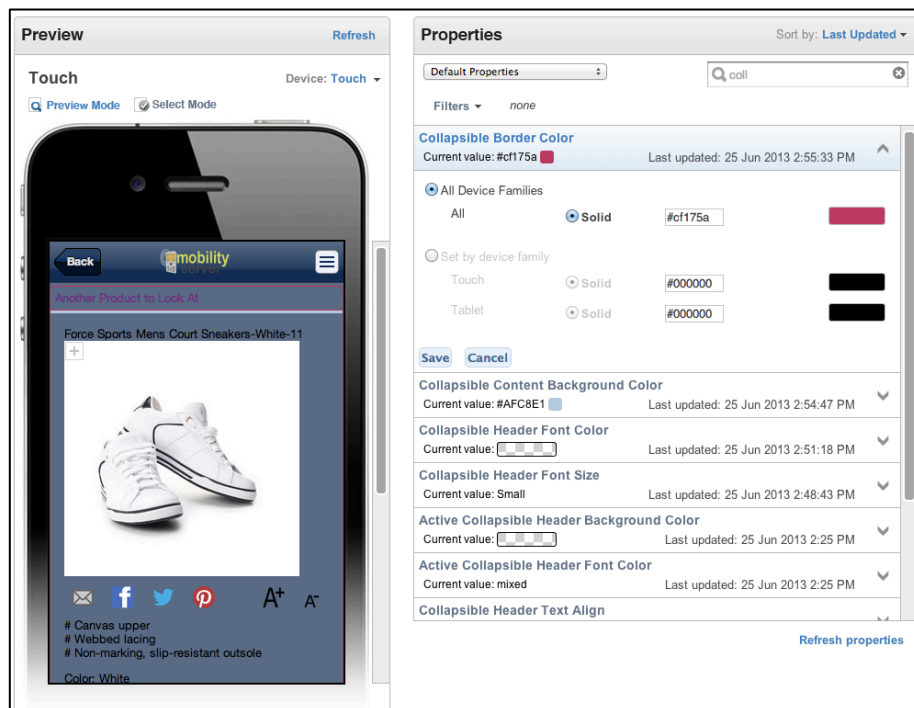 Preview
Refresh
Touch
Device: Touch
Preview Mode
Select Mode
Back
mobility
server
Another Product to Look At
Force Sports Mens Court Sneakers-White-11
A+ A-
# Canvas upper
# Webbed lacing
# Non-marking, slip-resistant outsole
Color: White
Properties
Sort by: Last Updated
Default Properties
coll
Filters
none
Collapsible Border Color
Current value: #cf175a
Last updated: 25 Jun 2013 2:55:33 PM
All Device Families
All
Solid
#cf175a
Set by device family
Touch
Solid
#000000
Tablet
Solid
#000000
Save
Cancel
Collapsible Content Background Color
Current value: #AFC8E1
Last updated: 25 Jun 2013 2:54:47 PM
Collapsible Header Font Color
Current value:
Last updated: 25 Jun 2013 2:51:18 PM
Collapsible Header Font Size
Current value: Small
Last updated: 25 Jun 2013 2:48:43 PM
Active Collapsible Header Background Color
Current value:
Last updated: 25 Jun 2013 2:25 PM
Active Collapsible Header Font Color
Current value: mixed
Last updated: 25 Jun 2013 2:25 PM
Collapsible Header Text Align
Refresh properties